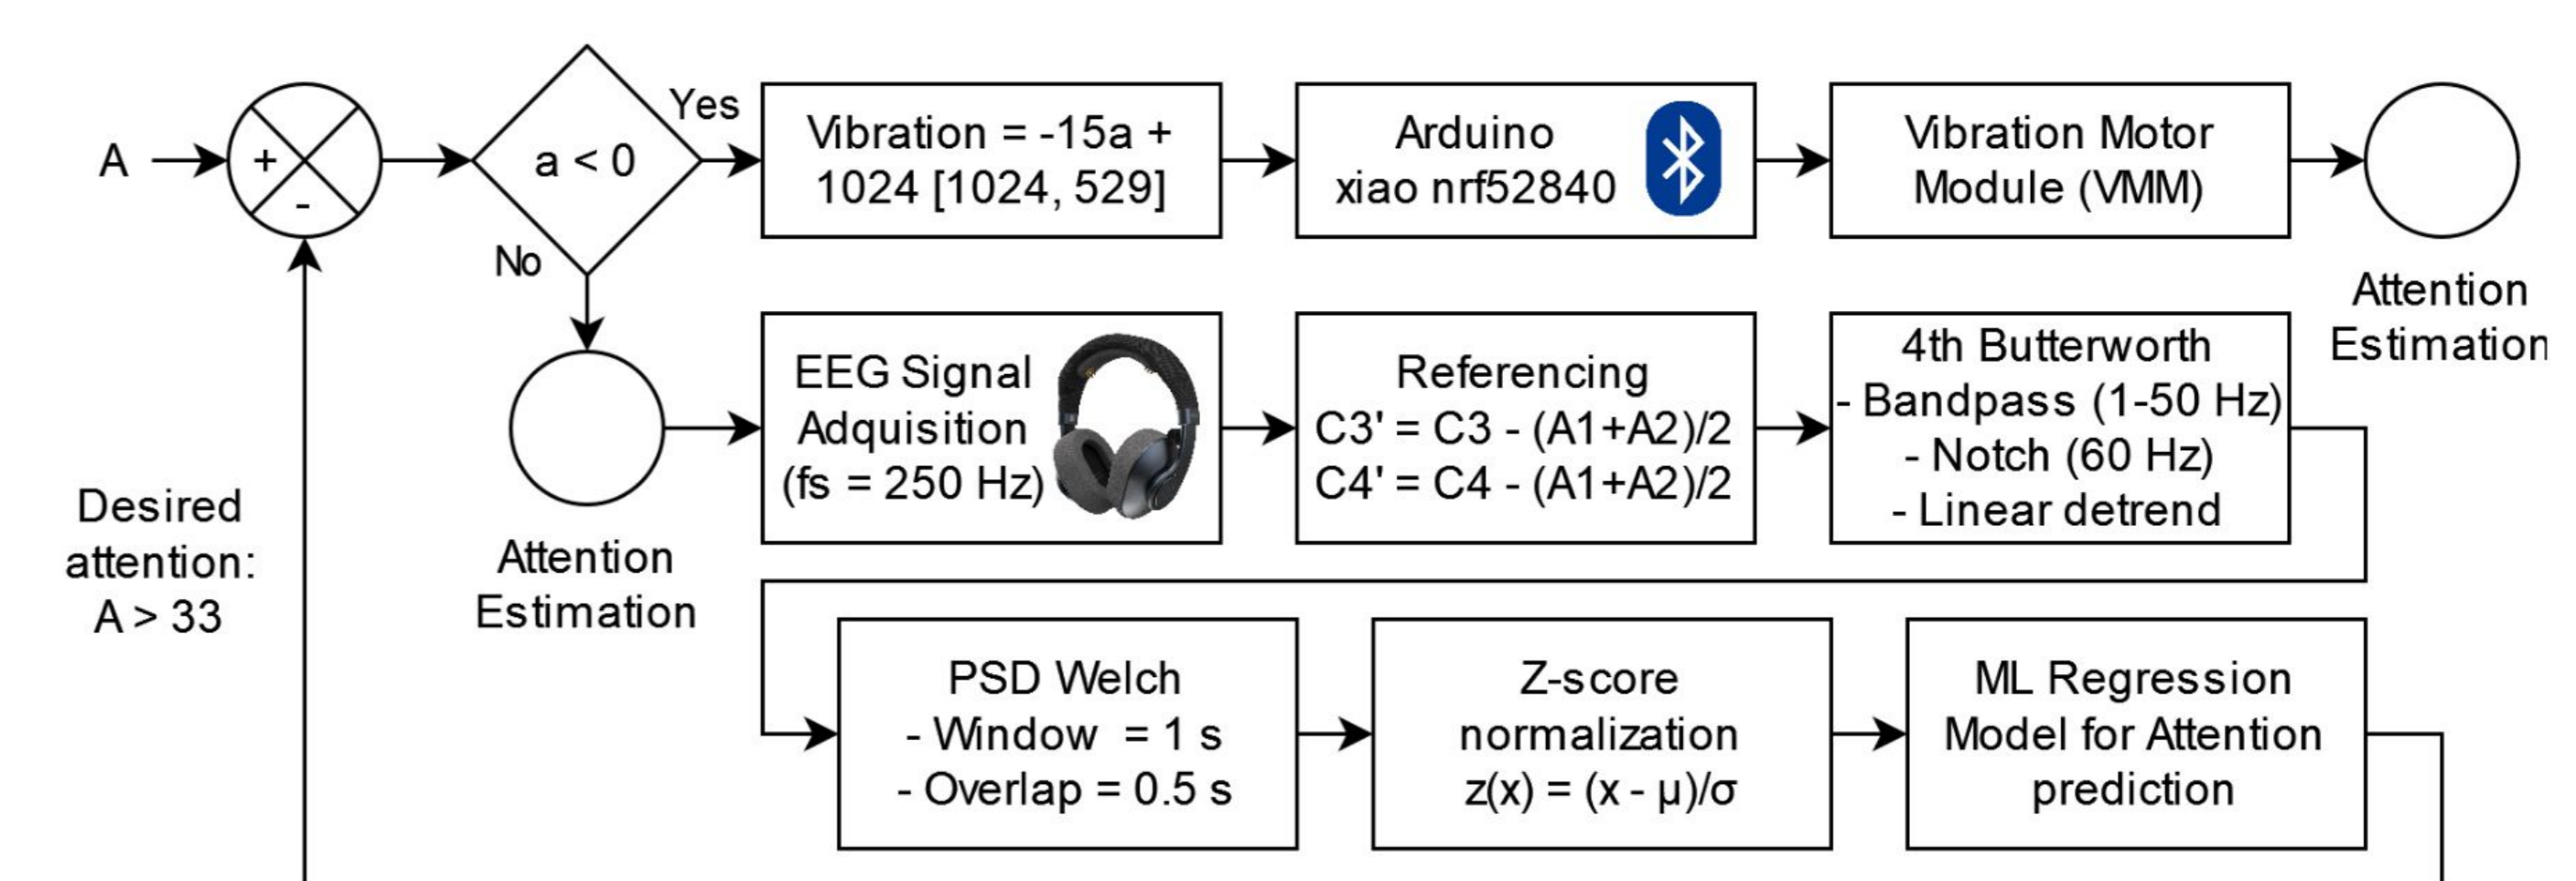 A
+
-
a < 0
Yes
No
Vibration = -15a +
1024 [1024, 529]
Arduino
xiao nrf52840
Vibration Motor
Module (VMM)
Attention
Estimation
Desired
attention:
A > 33
Attention
Estimation
EEG Signal
Adquisition
(fs = 250 Hz)
Referencing
C3' = C3 - (A1+A2)/2
C4' = C4 - (A1+A2)/2
4th Butterworth
- Bandpass (1-50 Hz)
- Notch (60 Hz)
- Linear detrend
PSD Welch
- Window  = 1 s
- Overlap = 0.5 s
Z-score
normalization
z(x) = (x - μ)/σ
ML Regression
Model for Attention
prediction